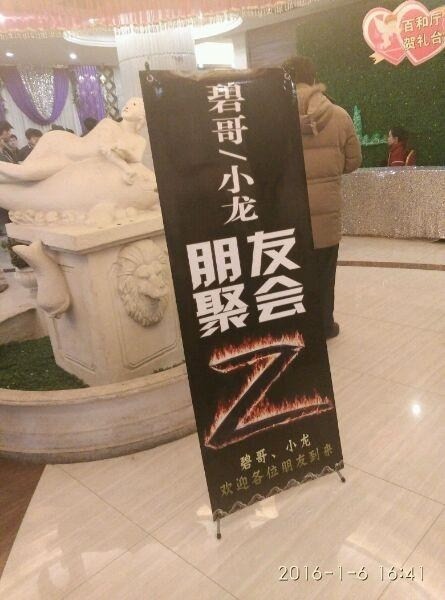 百和厅
贺礼台
碧哥/小龙
朋友
聚会
Z
碧哥、小龙
欢迎各位朋友到来
2016-1-6 16:41